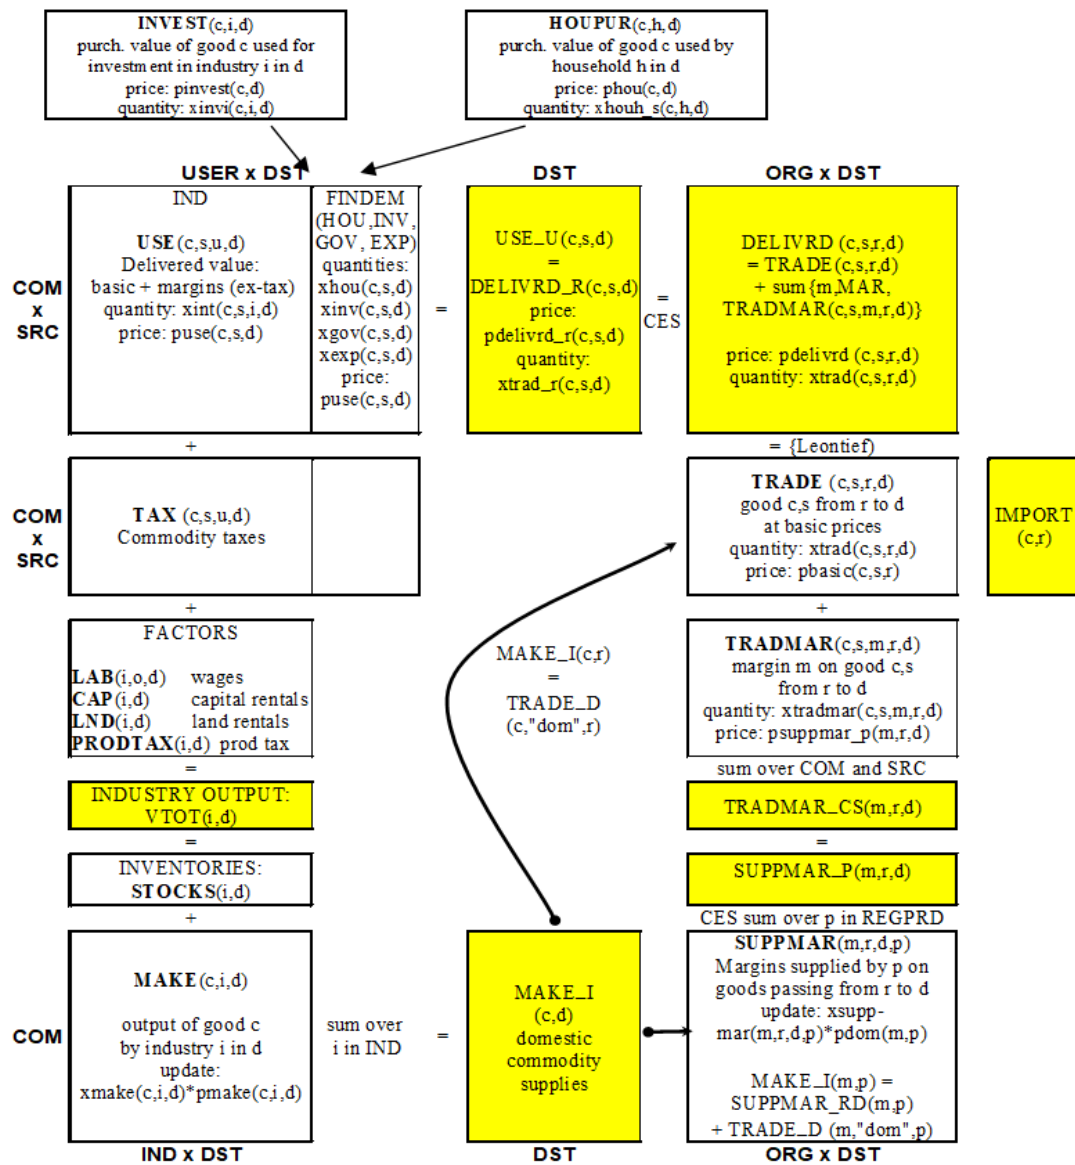 INVEST(c,i,d)
purch. value of good c used for
investment in industry i in d
price: pinvest(c,d)
quantity: xinvi(c,i,d)
HOUPUR(c,h,d)
purch. value of good c used by
household h in d
price: phou(c,d)
quantity: xhouh_s(c,h,d)
USER x DST
DST
ORG x DST
COM
x
SRC
IND
USE(c,s,u,d)
Delivered value:
basic + margins (ex-tax)
quantity: xint(c,s,i,d)
price: puse(c,s,d)
FINDEM
(HOU,INV,
GOV, EXP)
quantities:
xhou(c,s,d)
xinv(c,s,d)
xgov(c,s,d)
xexp(c,s,d)
price:
puse(c,s,d)
=
USE_U(c,s,d)
=
DELIVRD_R(c,s,d)
price:
pdelivrd_r(c,s,d)
quantity:
xtrad_r(c,s,d)
=
CES
DELIVRD (c,s,r,d)
= TRADE(c,s,r,d)
+ sum{m,MAR,
TRADMAR(c,s,m,r,d)}
price: pdelivrd (c,s,r,d)
quantity: xtrad(c,s,r,d)
+
= {Leontief)
COM
x
SRC
TAX (c,s,u,d)
Commodity taxes
TRADE (c,s,r,d)
good c,s from r to d
at basic prices
quantity: xtrad(c,s,r,d)
price: pbasic(c,s,r)
IMPORT
(c,r)
+
+
FACTORS
LAB(i,o,d) wages
CAP(i,d) capital rentals
LND(i,d) land rentals
PRODTAX(i,d) prod tax
MAKE_I(c,r)
=
TRADE_D
(c,"dom",r)
TRADMAR(c,s,m,r,d)
margin m on good c,s
from r to d
quantity: xtradmar(c,s,m,r,d)
price: psuppmar_p(m,r,d)
=
sum over COM and SRC
INDUSTRY OUTPUT:
VTOT(i,d)
TRADMAR_CS(m,r,d)
=
=
INVENTORIES:
STOCKS(i,d)
SUPPMAR_P(m,r,d)
+
CES sum over p in REGPRD
COM
MAKE(c,i,d)
output of good c
by industry i in d
update:
xmake(c,i,d)*pmake(c,i,d)
sum over
i in IND
=
MAKE_I
(c,d)
domestic
commodity
supplies
SUPPMAR(m,r,d,p)
Margins supplied by p on
goods passing from r to d
update: xsupp-
mar(m,r,d,p)*pdom(m,p)
MAKE_I(m,p) =
SUPPMAR_RD(m,p)
+ TRADE_D (m,"dom",p)
IND x DST
DST
ORG x DST